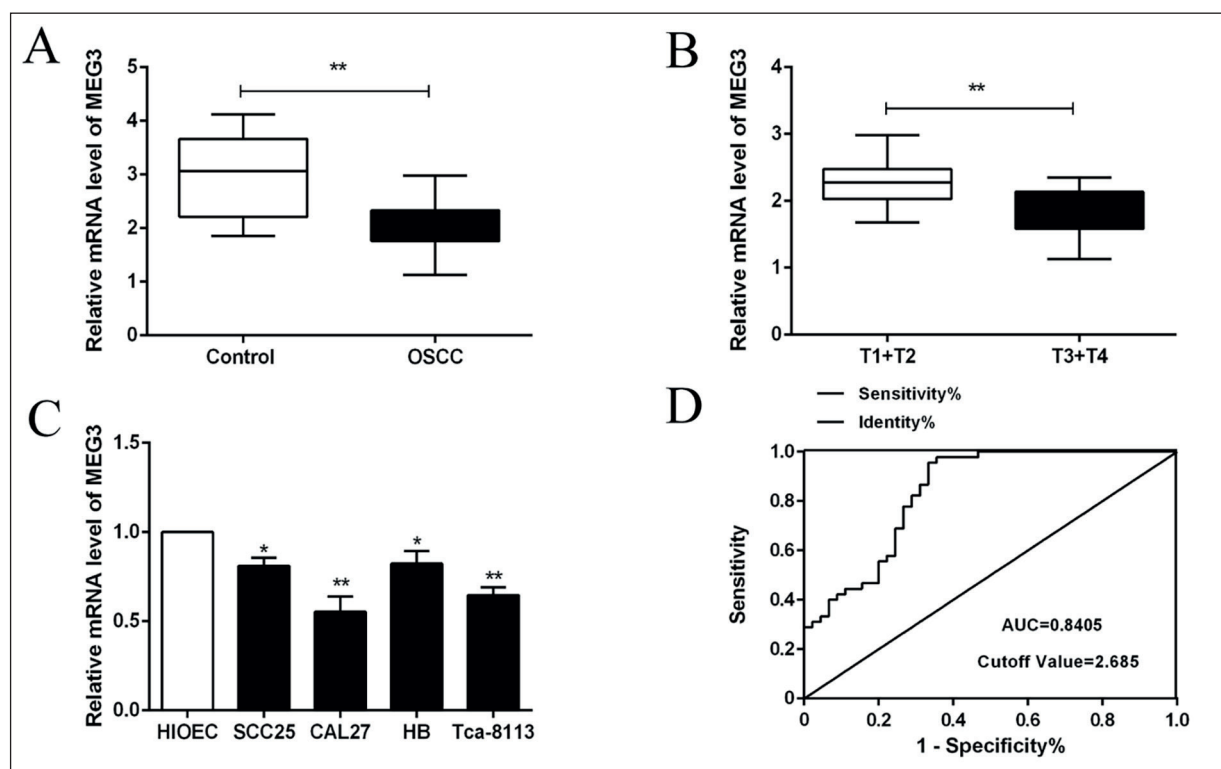 A
Relative mRNA level of MEG3
5
4
3
2
1
0
**
Control OSCC
B
Relative mRNA level of MEG3
4
3
2
1
0
**
T1+T2 T3+T4
C
Relative mRNA level of MEG3
1.5
1.0
0.5
0.0
* ** * **
HIOEC SCC25 CAL27 HB Tca-8113
D
Sensitivity%
Identity%
Sensitivity
1.0
0.8
0.6
0.4
0.2
0
AUC=0.8405
Cutoff Value=2.685
0 0.2 0.4 0.6 0.8 1.0
1 - Specificity%